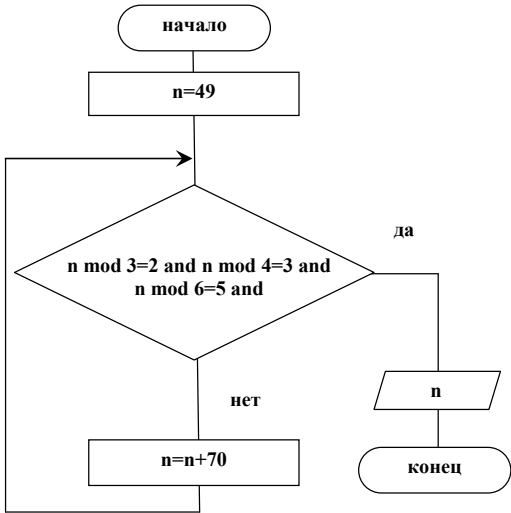 начало
n=49
n mod 3=2 and n mod 4=3 and
n mod 6=5 and
да
нет
n
n=n+70
конец